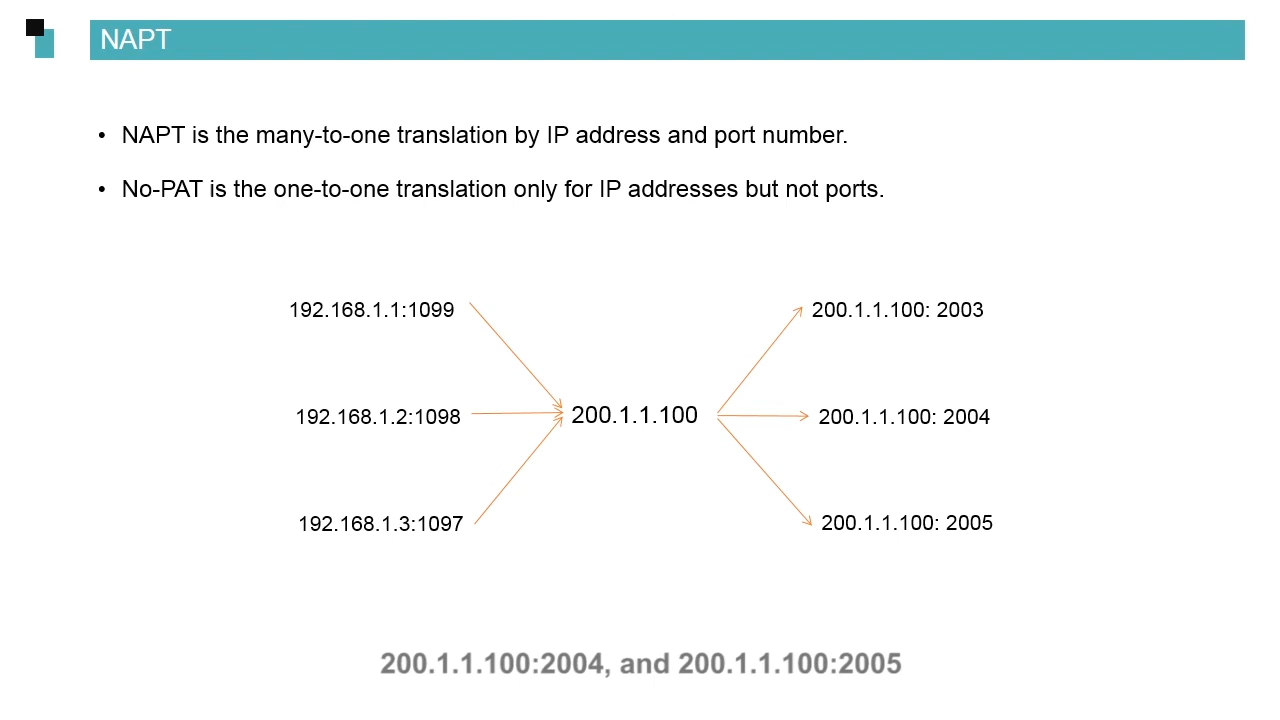 NAPT
• NAPT is the many-to-one translation by IP address and port number.
• No-PAT is the one-to-one translation only for IP addresses but not ports.
192.168.1.1:1099
200.1.1.100: 2003
192.168.1.2:1098
200.1.1.100
200.1.1.100: 2004
192.168.1.3:1097
200.1.1.100: 2005
200.1.1.100:2004, and 200.1.1.100:2005